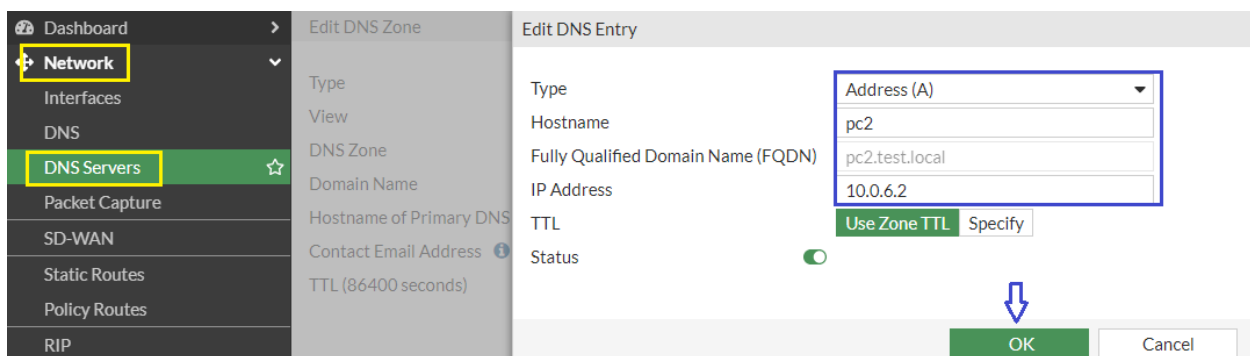 Dashboard
Network
Interfaces
DNS
DNS Servers
Packet Capture
SD-WAN
Static Routes
Policy Routes
RIP
Edit DNS Zone
Type
View
DNS Zone
Domain Name
Hostname of Primary DNS
Contact Email Address
TTL (86400 seconds)
Edit DNS Entry
Type Address (A)
Hostname pc2
Fully Qualified Domain Name (FQDN) pc2.test.local
IP Address 10.0.6.2
TTL Use Zone TTL Specify
Status
OK Cancel